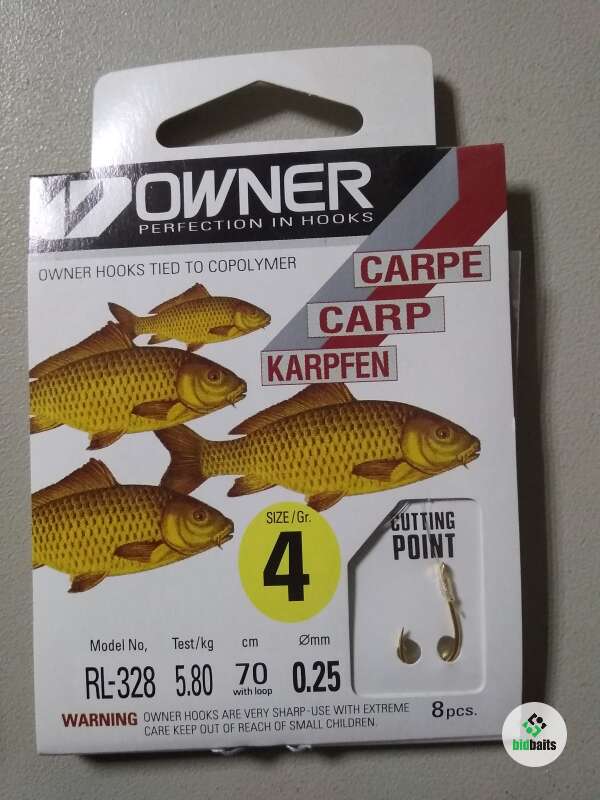 OWNER
PERFECTION IN HOOKS
OWNER HOOKS TIED TO COPOLYMER
CARPE
CARP
KARPFEN
SIZE/Gr.
4
CUTTING
POINT
Model No, Test/kg cm Ømm
RL-328 5.80 70 with loop 0.25
WARNING OWNER HOOKS ARE VERY SHARP-USE WITH EXTREME
CARE KEEP OUT OF REACH OF SMALL CHILDREN.
8pcs.
bidbaits